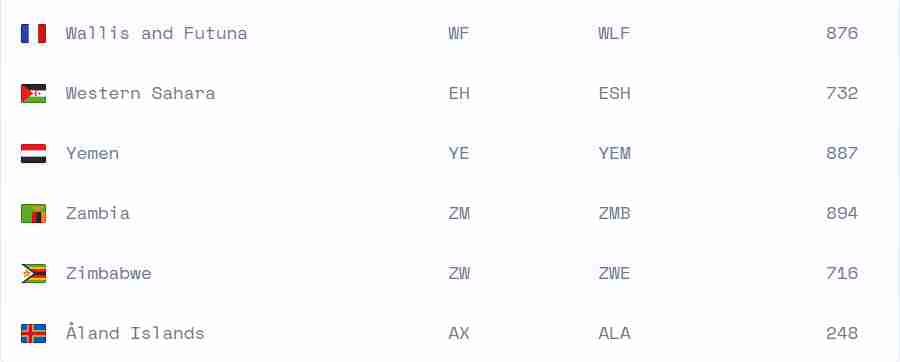 Wallis and Futuna WF WLF 876
Western Sahara EH ESH 732
Yemen YE YEM 887
Zambia ZM ZMB 894
Zimbabwe ZW ZWE 716
Åland Islands AX ALA 248